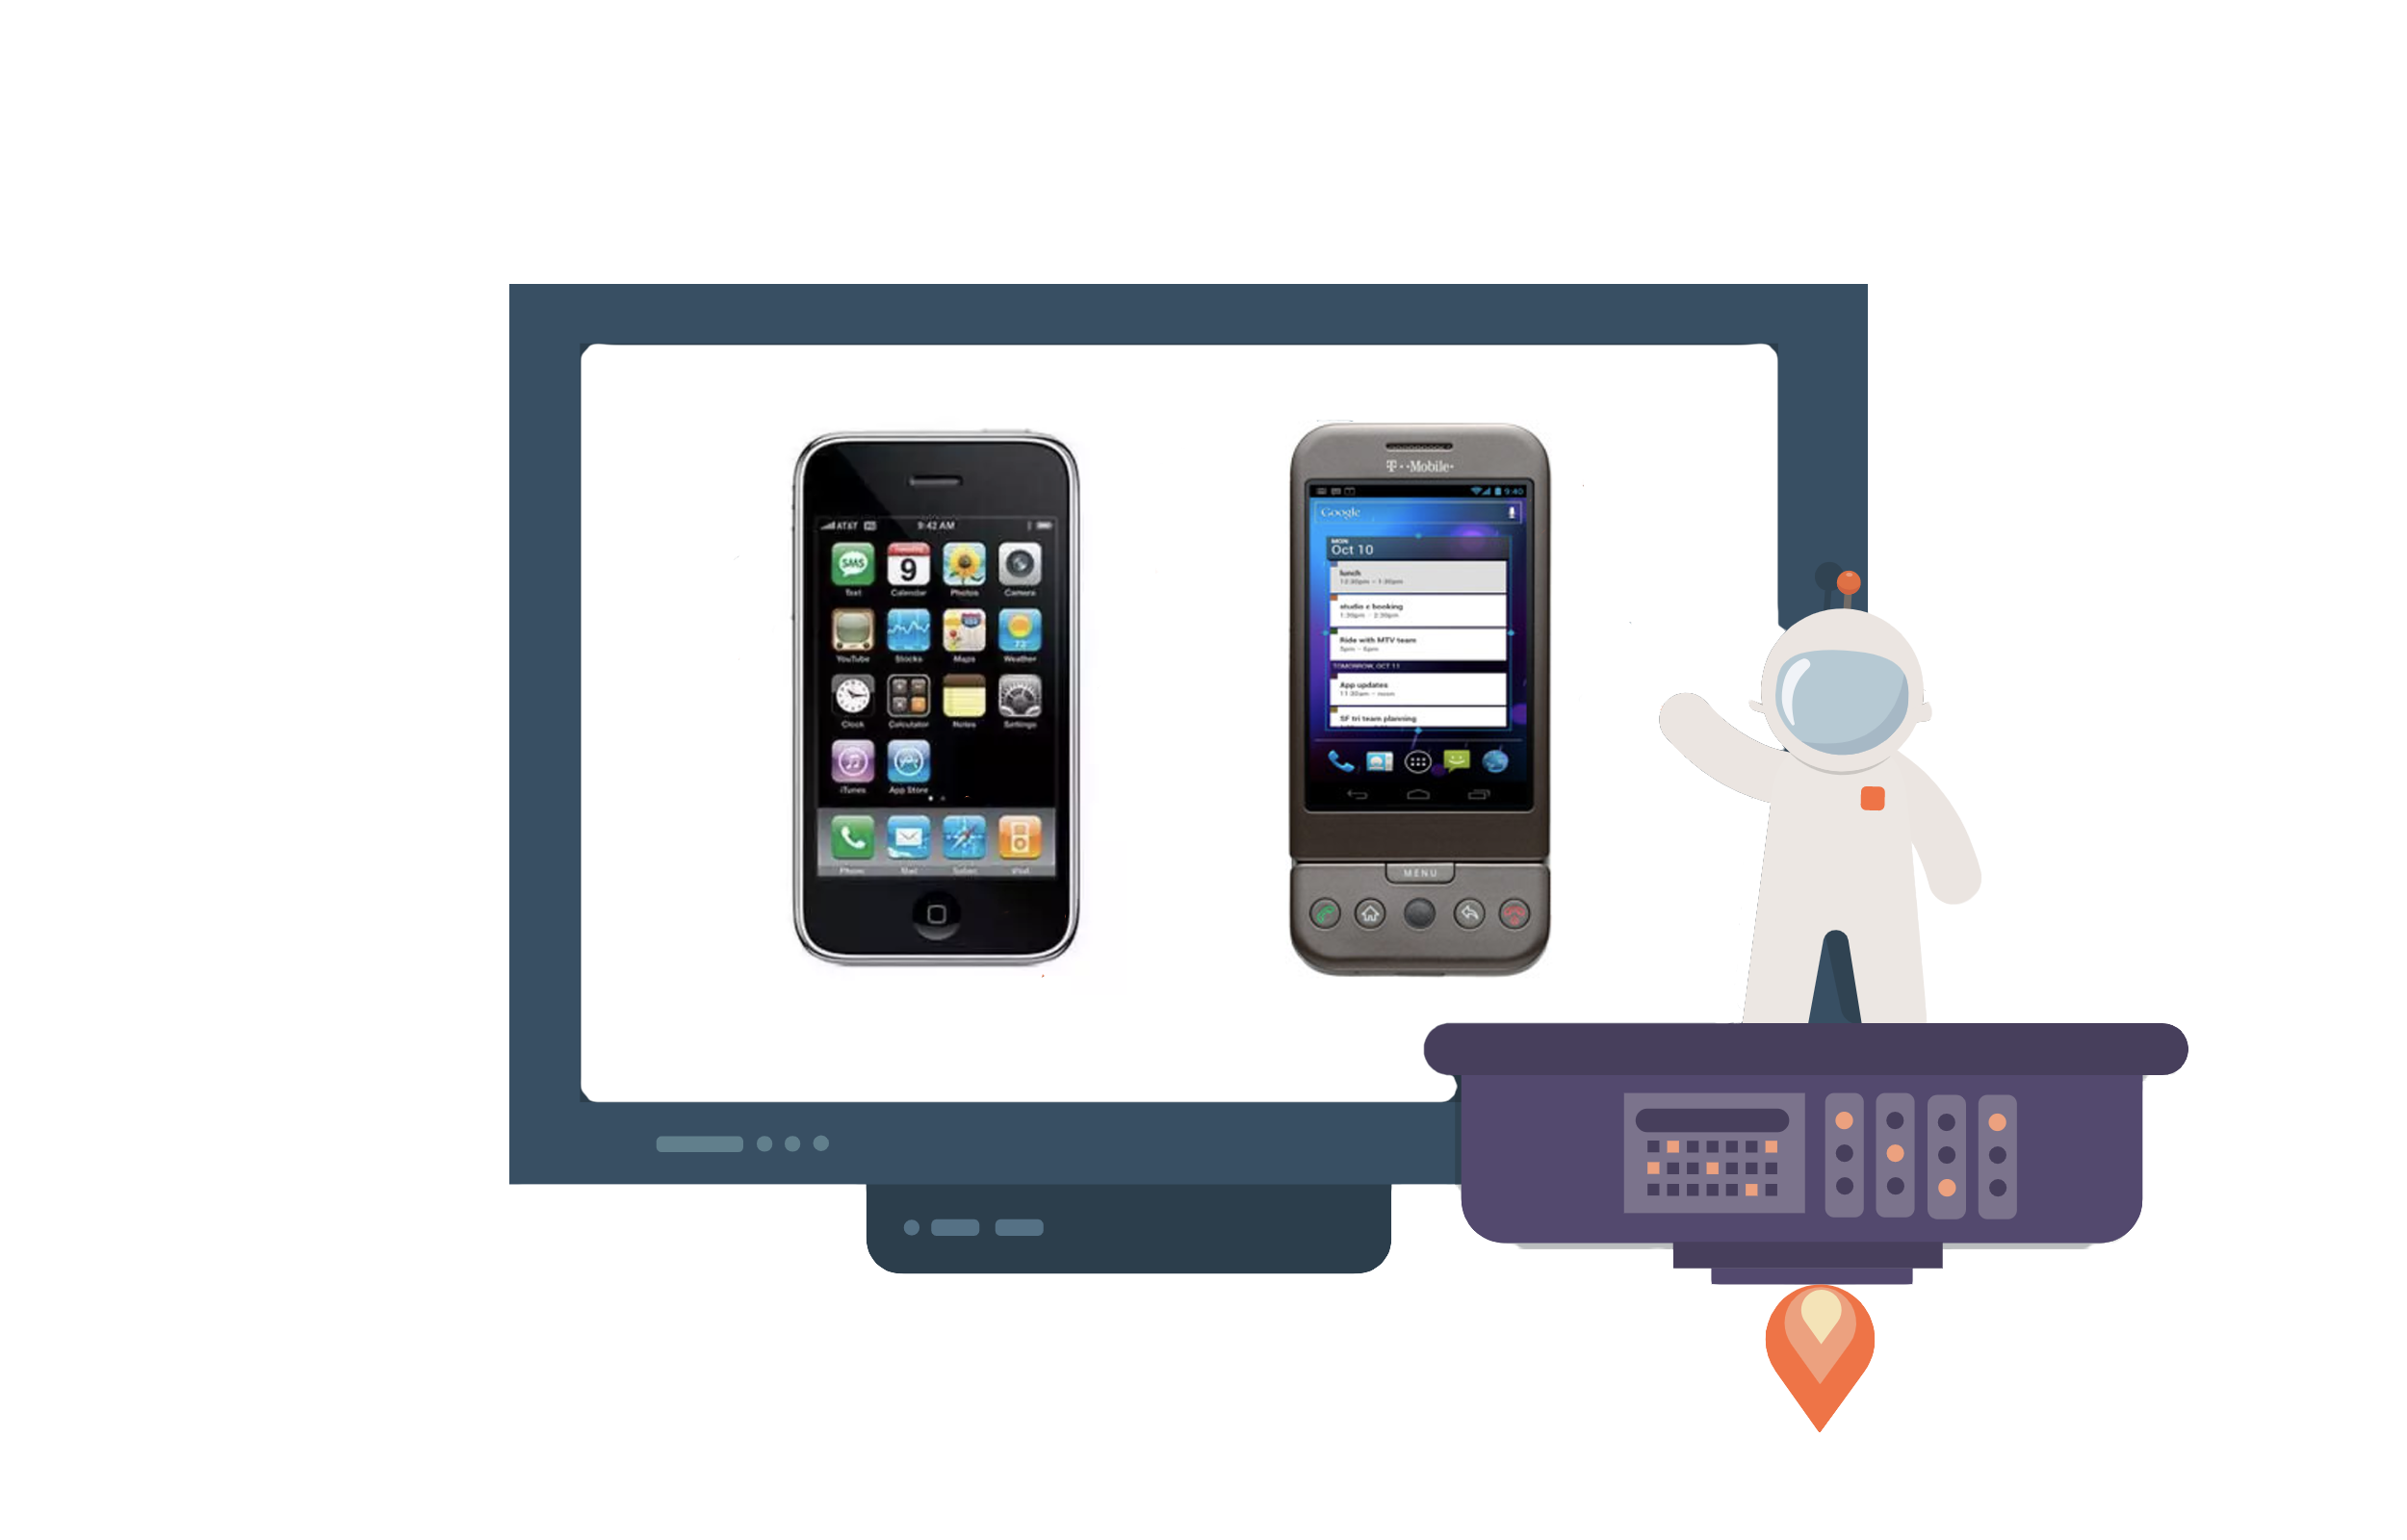 AT&T 3G 9:42 AM
SMS 9
Text Calendar Photos Camera
73
YouTube Stocks Maps Weather
Clock Calculator Notes Settings
iTunes App Store
Phone Mail Safari iPod
T··Mobile·
9:40
Google
MON
Oct 10
lunch
12:30pm – 1:30pm
studio c booking
1:30pm – 2:30pm
Ride with MTV team
5pm – 6pm
TOMORROW, OCT 11
App updates
11:30am – noon
SF tri team planning
MENU